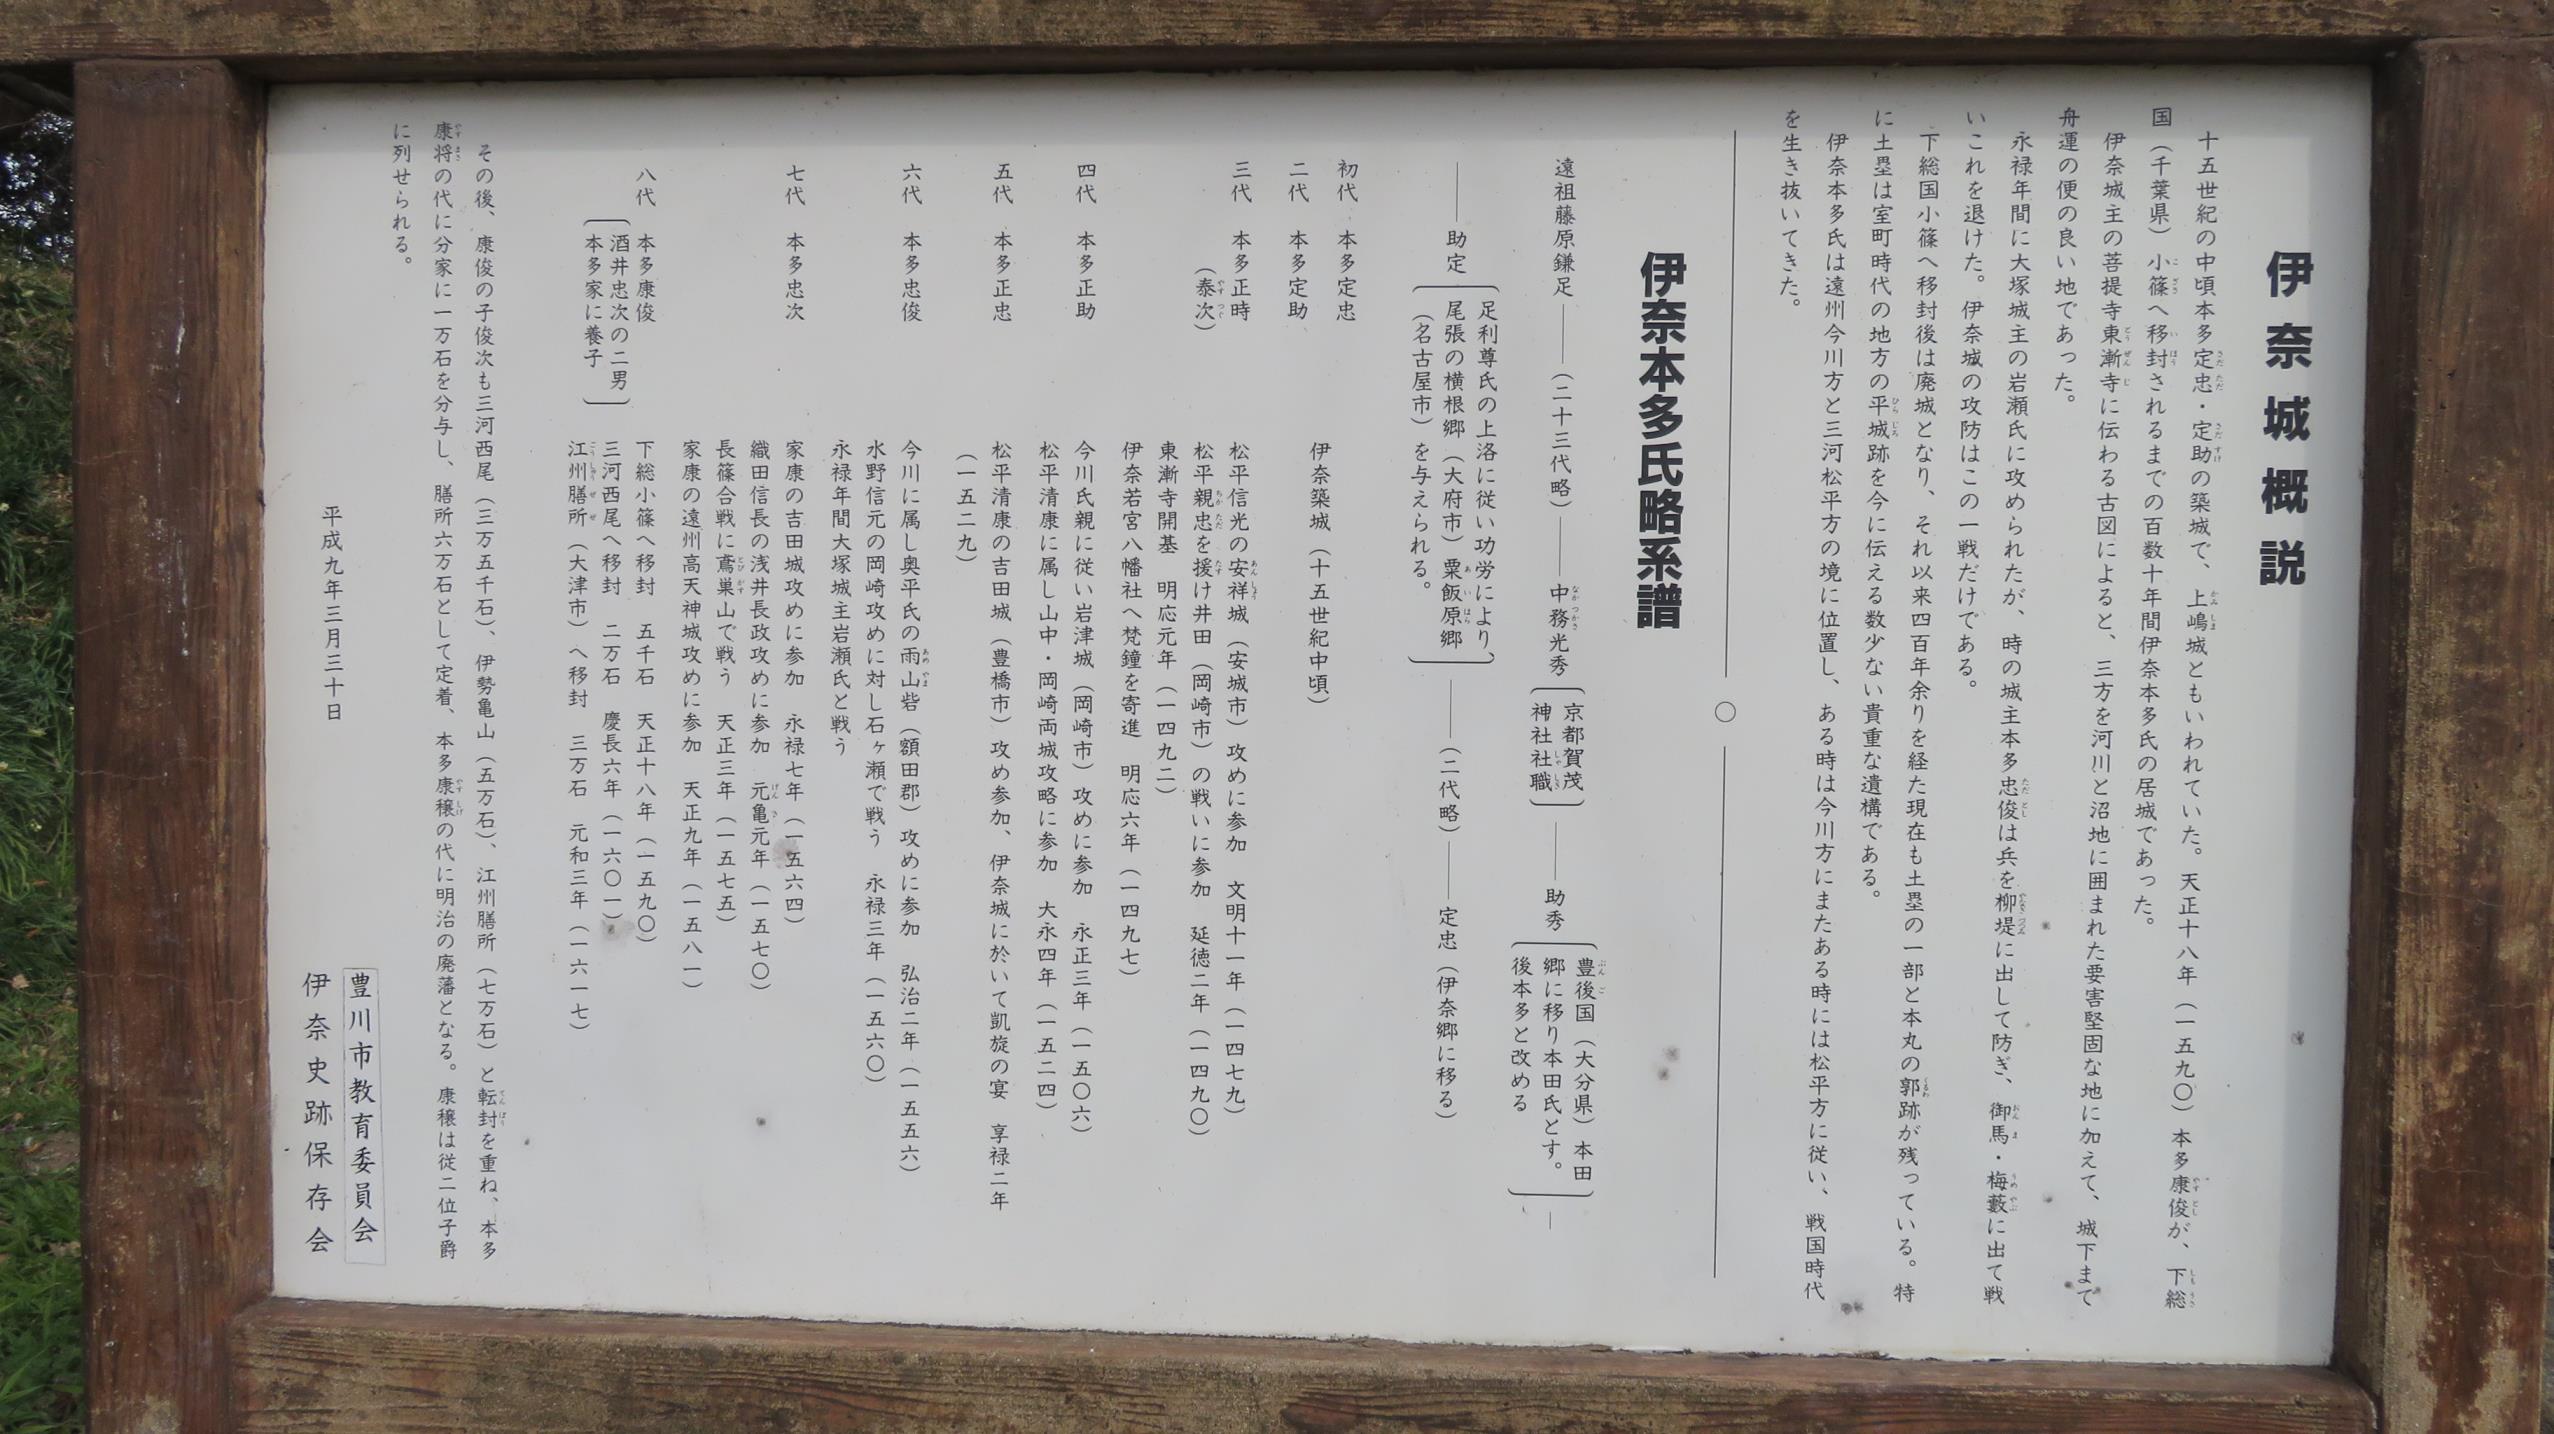 伊奈城概説
十五世紀の中頃本多定忠・定助の築城で、上嶋城ともいわれていた。天正十八年（一五九〇）本多康俊が、下総
国（千葉県）小篠へ移封されるまでの百数十年間伊奈本多氏の居城であった。
伊奈城主の菩提寺東漸寺に伝わる古図によると、三方を河川と沼地に囲まれた要害堅固な地に加えて、城下まで
舟運の便の良い地であった。
永禄年間に大塚城主の岩瀬氏に攻められたが、時の城主本多忠俊は兵を柳堤に出して防ぎ、御馬・梅藪に出て戦
いこれを退けた。伊奈城の攻防はこの一戦だけである。
下総国小篠へ移封後は廃城となり、それ以来四百年余りを経た現在も土塁の一部と本丸の郭跡が残っている。特
に土塁は室町時代の地方の平城跡を今に伝える数少ない貴重な遺構である。
伊奈本多氏は遠州今川方と三河松平方の境に位置し、ある時は今川方にまたある時には松平方に従い、戦国時代
を生き抜いてきた。
伊奈本多氏略系譜
遠祖藤原鎌足――（二十三代略）――中務光秀（京都賀茂
神社社職）――助秀（豊後国（大分県）本田
郷に移り本田氏とす。
後本多と改める）―
――助定（足利尊氏の上洛に従い功労により、
尾張の横根郷（大府市）粟飯原郷
（名古屋市）を与えられる。）――（二代略）――定忠（伊奈郷に移る）
初代　本多定忠　伊奈築城（十五世紀中頃）
二代　本多定助
三代　本多正時　松平信光の安祥城（安城市）攻めに参加　文明十一年（一四七九）
（泰次）　松平親忠を援け井田（岡崎市）の戦いに参加　延徳二年（一四九〇）
東漸寺開基　明応元年（一四九二）
伊奈若宮八幡社へ梵鐘を寄進　明応六年（一四九七）
四代　本多正助　今川氏親に従い岩津城（岡崎市）攻めに参加　永正三年（一五〇六）
松平清康に属し山中・岡崎両城攻略に参加　大永四年（一五二四）
五代　本多正忠　松平清康の吉田城（豊橋市）攻め参加、伊奈城に於いて凱旋の宴　享禄二年
（一五二九）
六代　本多忠俊　今川に属し奥平氏の雨山砦（額田郡）攻めに参加　弘治二年（一五五六）
水野信元の岡崎攻めに対し石ヶ瀬で戦う　永禄三年（一五六〇）
永禄年間大塚城主岩瀬氏と戦う
七代　本多忠次　家康の吉田城攻めに参加　永禄七年（一五六四）
織田信長の浅井長政攻めに参加　元亀元年（一五七〇）
長篠合戦に鳶巣山で戦う　天正三年（一五七五）
家康の遠州高天神城攻めに参加　天正九年（一五八一）
八代　本多康俊　下総小篠へ移封　五千石　天正十八年（一五九〇）
（酒井忠次の二男　三河西尾へ移封　二万石　慶長六年（一六〇一）
本多家に養子）　江州膳所（大津市）へ移封　三万石　元和三年（一六一七）
その後、康俊の子俊次も三河西尾（三万五千石）、伊勢亀山（五万石）、江州膳所（七万石）と転封を重ね、本多
康将の代に分家に一万石を分与し、膳所六万石として定着、本多康穣の代に明治の廃藩となる。康穣は従二位子爵
に列せられる。
平成九年三月三十日
豊川市教育委員会
伊奈史跡保存会